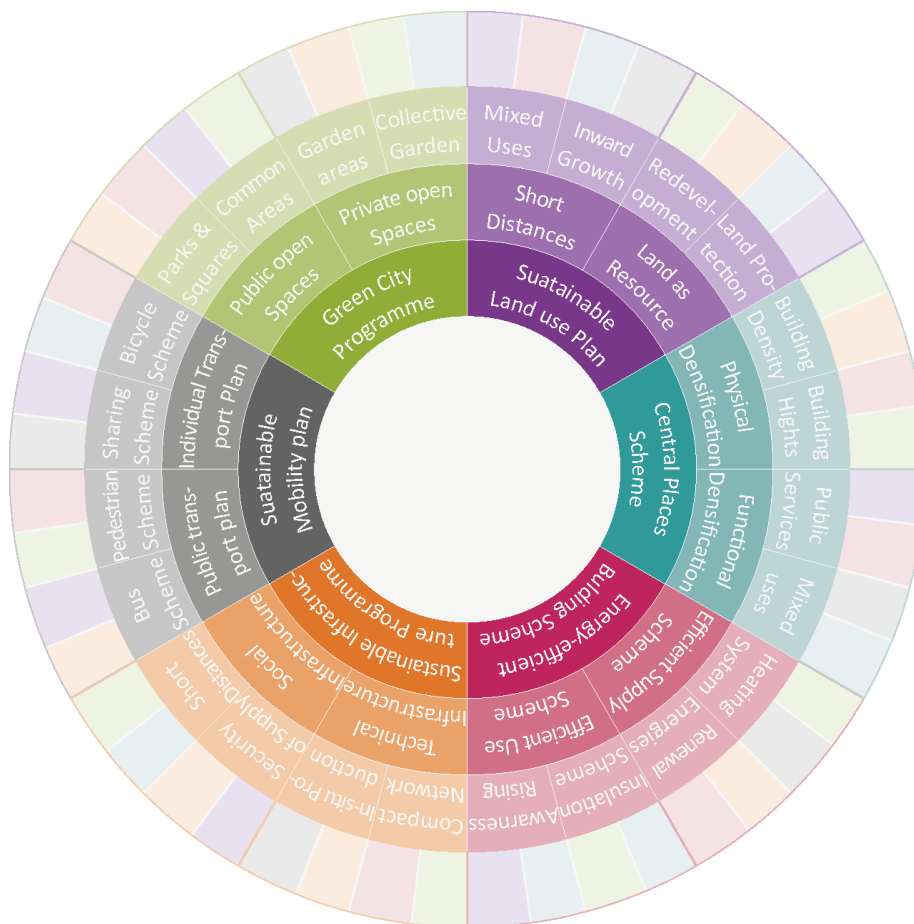 Suatainable
Land use Plan
Short
Distances
Land as
Resource
Mixed
Uses
Inward
Growth
Redevel-
opment
Land Pro-
tection
Central Places
Scheme
Physical
Densification
Functional
Densification
Building
Density
Building
Hights
Public
Services
Mixed
uses
Energy-efficient
Building Scheme
Efficient Supply
Scheme
Efficient Use
Scheme
Heating
System
Renewal
Energies
Insulation
Scheme
Awarness
Rising
Sustainable Infrastruc
ture Programme
Technical
Infrastructure
Social
Infrastructure
Compact
Network
In-situ Pro-
duction
Security
of Supply/
Short
Distances
Sustainable
Mobility plan
Public trans-
port plan
Individual Trans-
port Plan
Bus
Scheme
Pedestrian
Scheme
Sharing
Scheme
Bicycle
Scheme
Green City
Programme
Public open
Spaces
Private open
Spaces
Parks &
Squares
Common
Areas
Garden
areas
Collective
Garden